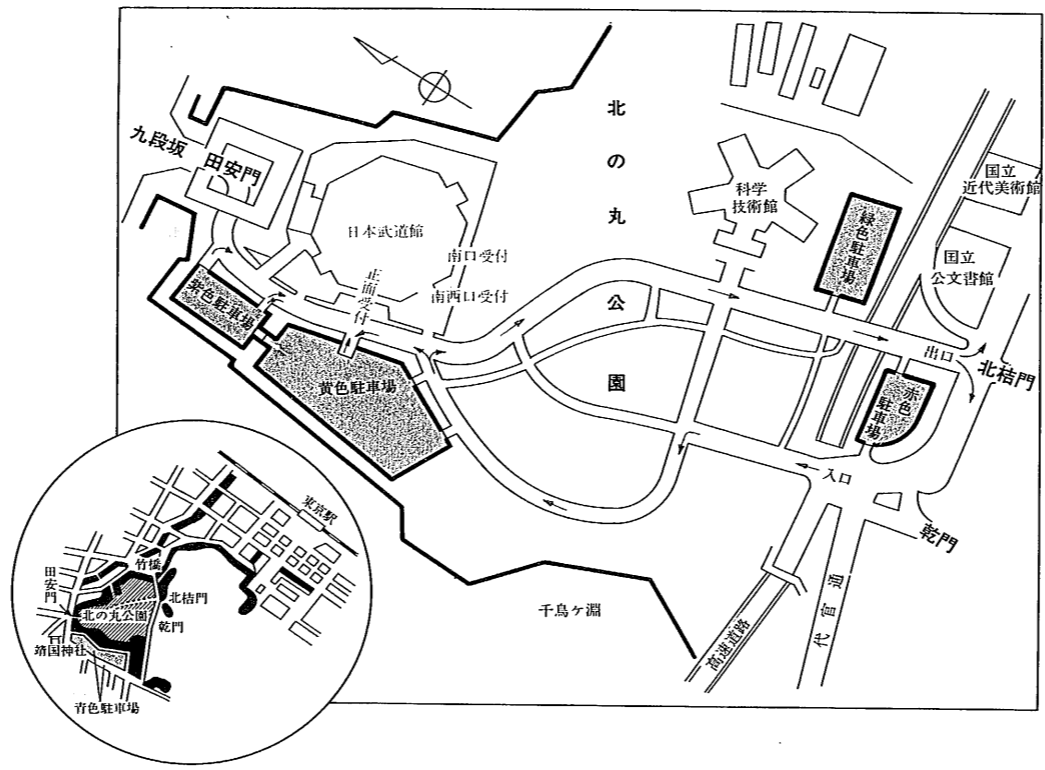 九段坂
田安門
日本武道館
南口受付
南西口受付
正面受付
紫色駐車場
黄色駐車場
北の丸公園
科学
技術館
緑色駐車場
国立
近代美術館
国立
公文書館
出口
北桔門
赤色
駐車場
入口
乾門
千鳥ケ淵
高速道路
代官通
東京駅
竹橋
田安門
北桔門
北の丸公園
乾門
靖国神社
青色駐車場